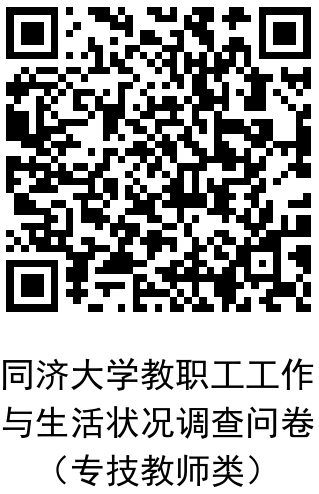 同济大学教职工工作
与生活状况调查问卷
（专技教师类）